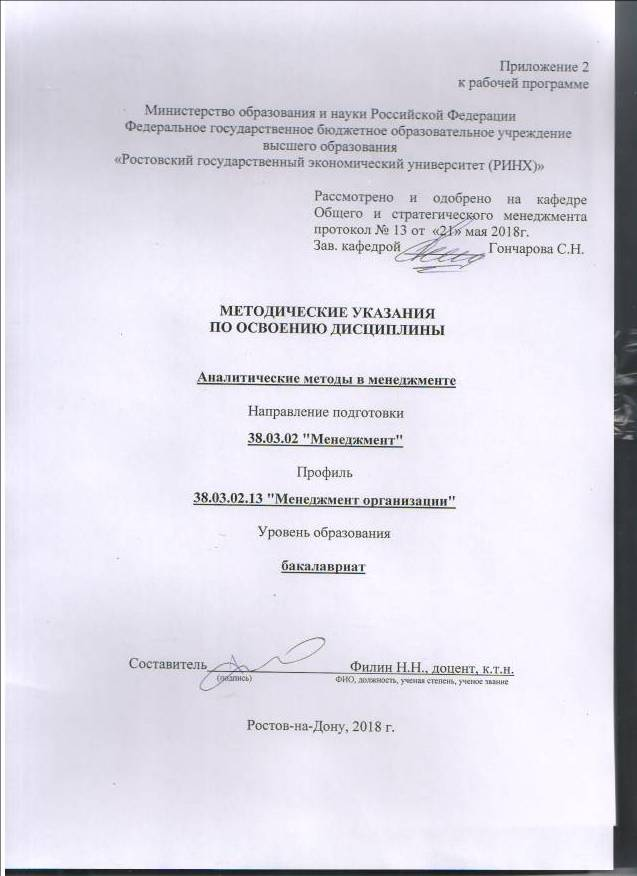 Приложение 2
к рабочей программе
Министерство образования и науки Российской Федерации
Федеральное государственное бюджетное образовательное учреждение
высшего образования
«Ростовский государственный экономический университет (РИНХ)»
Рассмотрено и одобрено на кафедре
Общего и стратегического менеджмента
протокол № 13 от «21» мая 2018г.
Зав. кафедрой Гончарова С.Н.
МЕТОДИЧЕСКИЕ УКАЗАНИЯ
ПО ОСВОЕНИЮ ДИСЦИПЛИНЫ
Аналитические методы в менеджменте
Направление подготовки
38.03.02 "Менеджмент"
Профиль
38.03.02.13 "Менеджмент организации"
Уровень образования
бакалавриат
Составитель Филин Н.Н., доцент, к.т.н.
(подпись) ФИО, должность, ученая степень, ученое звание
Ростов-на-Дону, 2018 г.